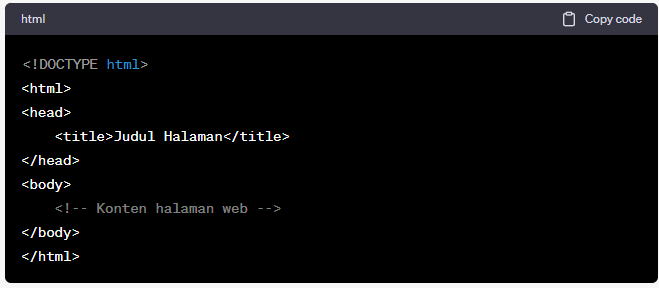 html
Copy code
<!DOCTYPE html>
<html>
<head>
    <title>Judul Halaman</title>
</head>
<body>
    <!-- Konten halaman web -->
</body>
</html>